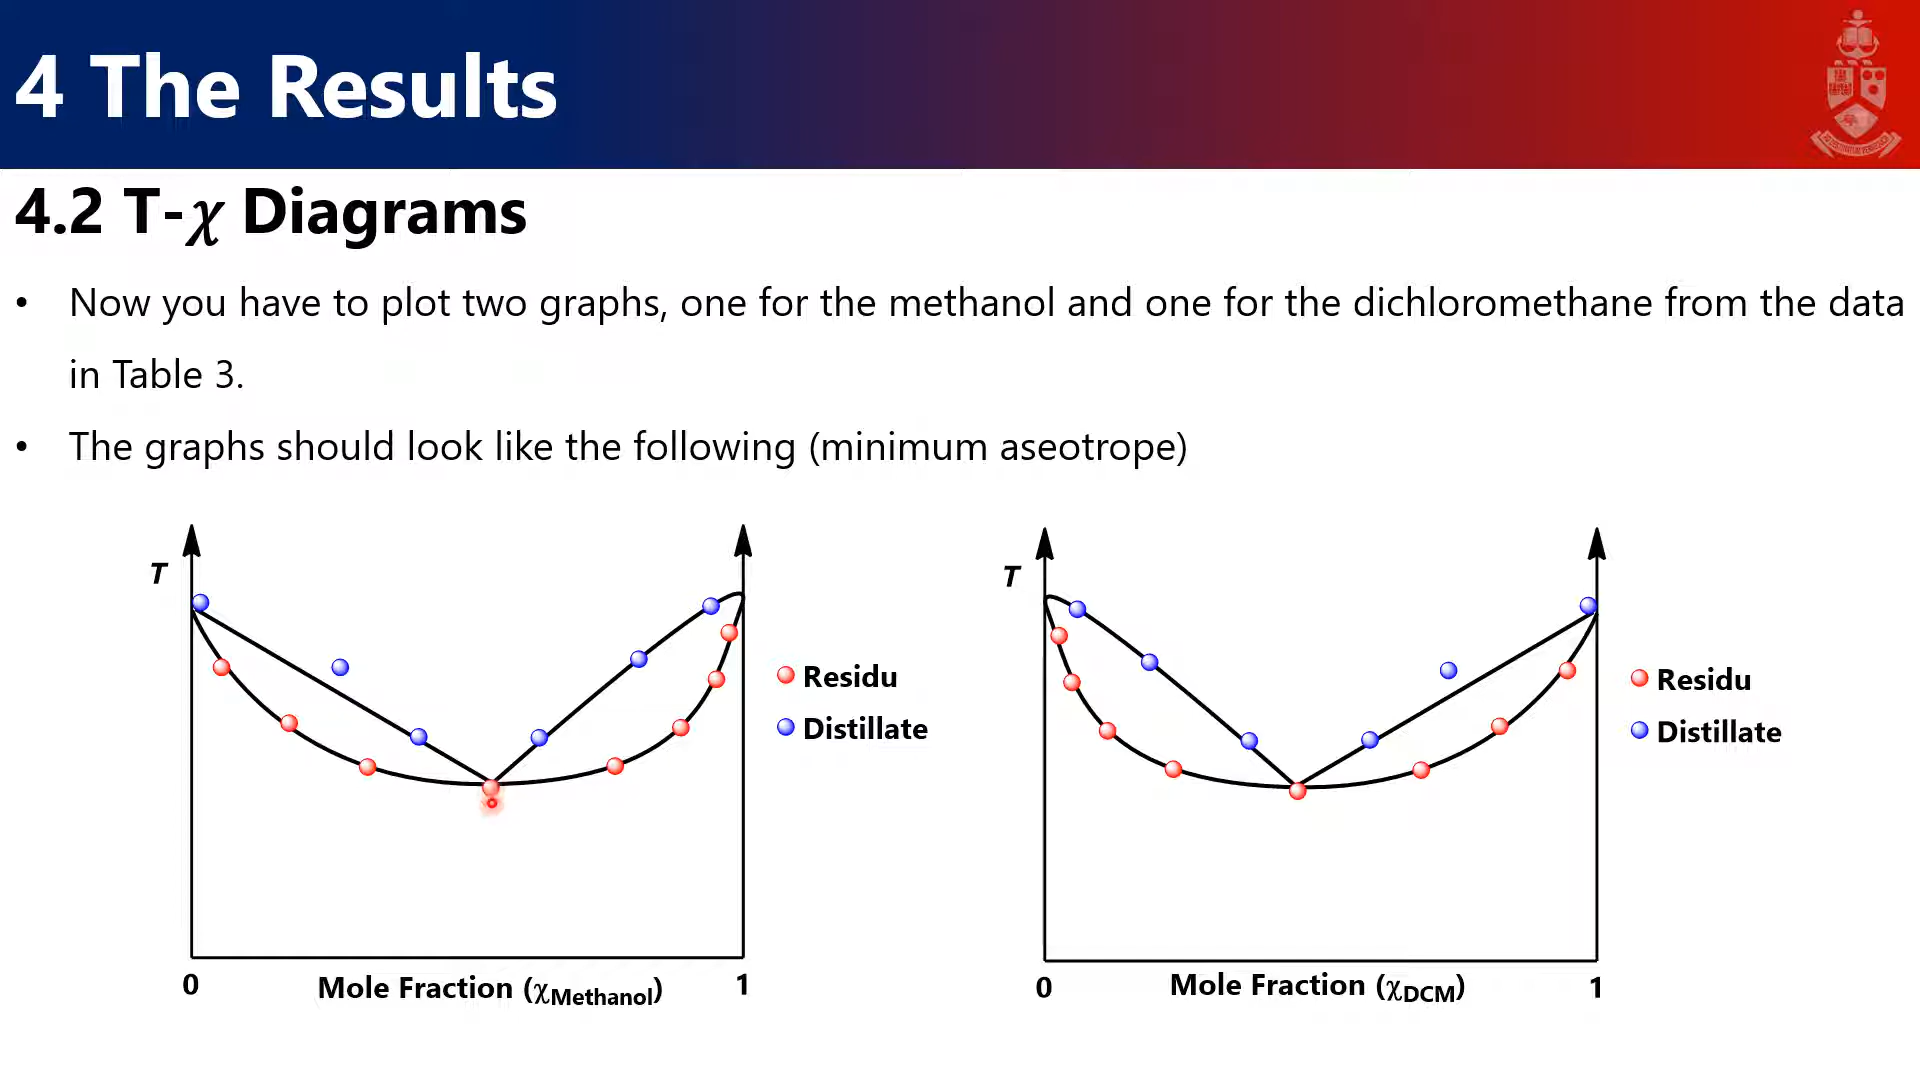 4 The Results
4.2 T-χ Diagrams
• Now you have to plot two graphs, one for the methanol and one for the dichloromethane from the data
in Table 3.
• The graphs should look like the following (minimum aseotrope)
T
Residu
Distillate
0
Mole Fraction (χMethanol)
1
T
Residu
Distillate
0
Mole Fraction (χDCM)
1